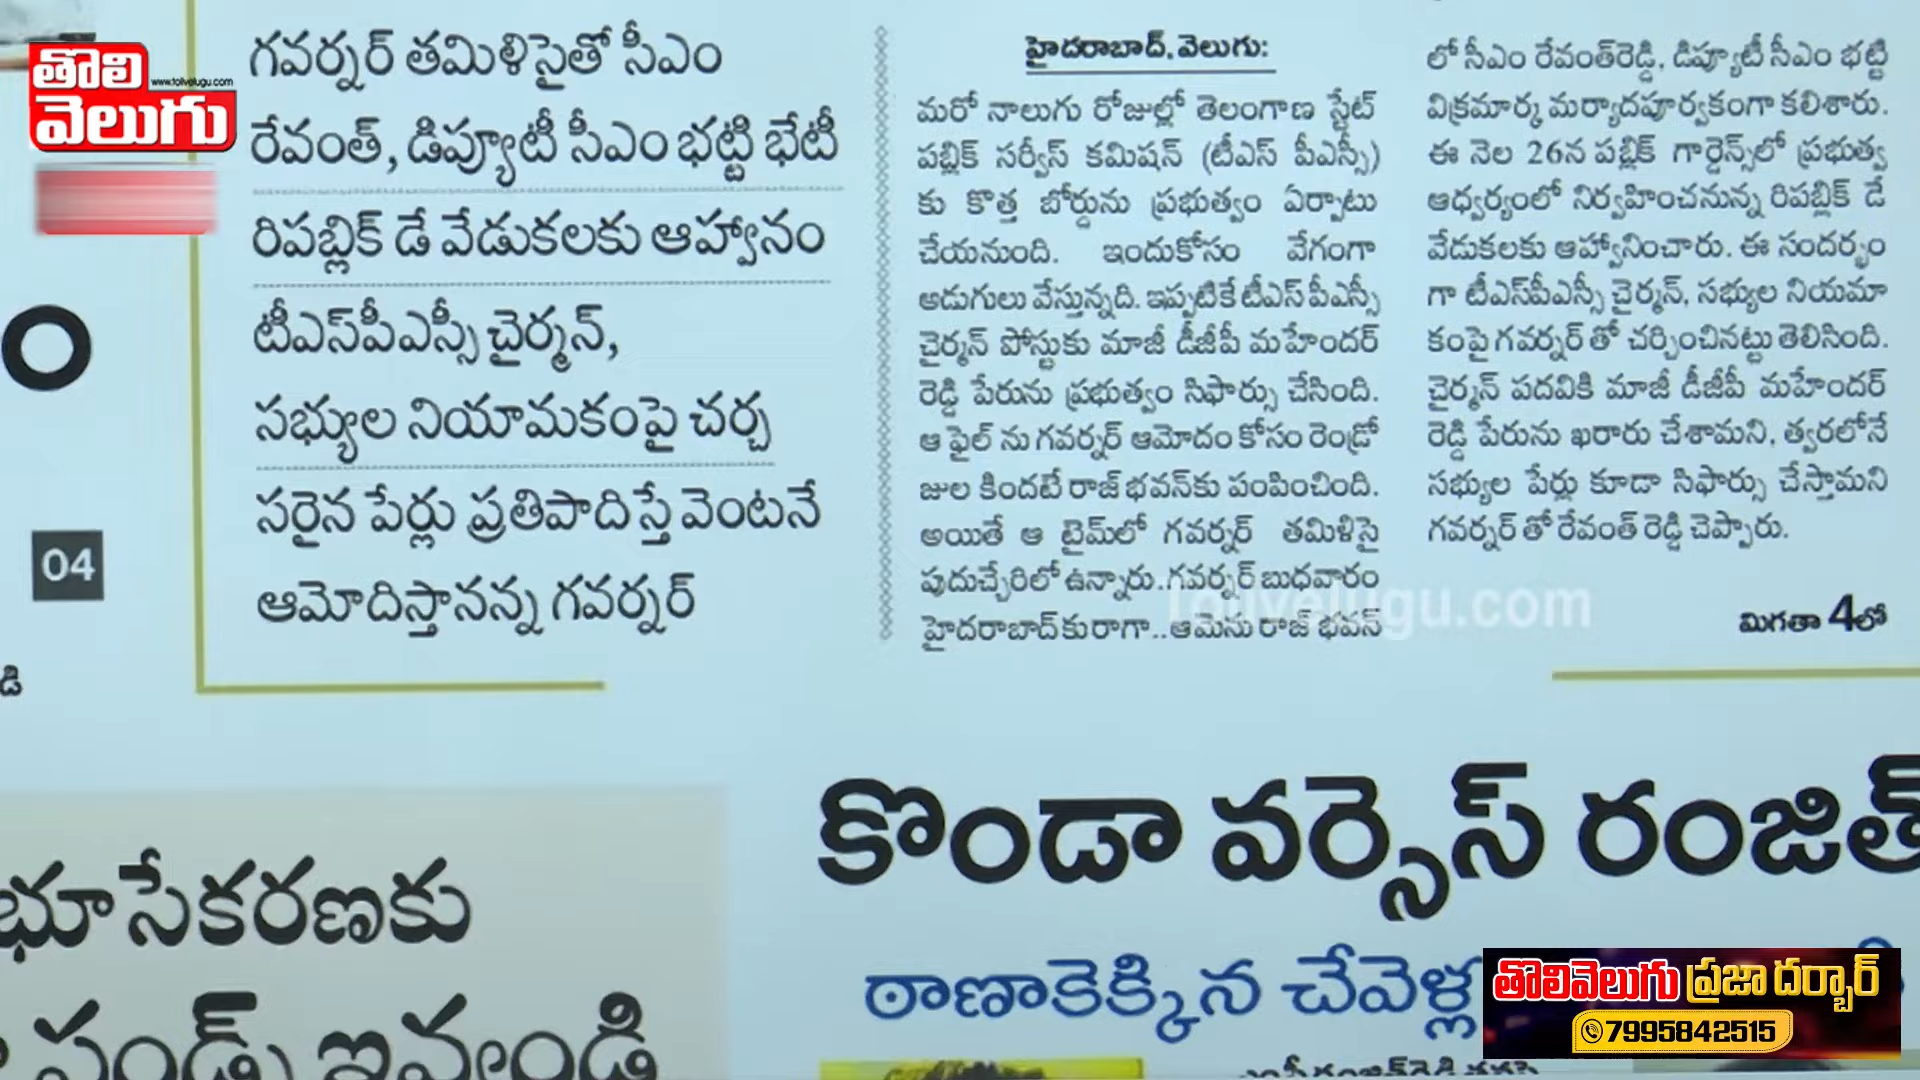 తొలి
www.tolivelugu.com
వెలుగు
గవర్నర్ తమిళిసైతో సీఎం
రేవంత్, డిప్యూటీ సీఎం భట్టి భేటీ
రిపబ్లిక్ డే వేడుకలకు ఆహ్వానం
టీఎస్‌పీఎస్సీ చైర్మన్,
సభ్యుల నియామకంపై చర్చ
సరైన పేర్లు ప్రతిపాదిస్తే వెంటనే
ఆమోదిస్తానన్న గవర్నర్
04
హైదరాబాద్, వెలుగు:
మరో నాలుగు రోజుల్లో తెలంగాణ స్టేట్
పబ్లిక్ సర్వీస్ కమిషన్ (టీఎస్ పీఎస్సీ)
కు కొత్త బోర్డును ప్రభుత్వం ఏర్పాటు
చేయనుంది. ఇందుకోసం వేగంగా
అడుగులు వేస్తున్నది. ఇప్పటికే టీఎస్ పీఎస్సీ
చైర్మన్ పోస్టుకు మాజీ డీజీపీ మహేందర్
రెడ్డి పేరును ప్రభుత్వం సిఫార్సు చేసింది.
ఆ ఫైల్ ను గవర్నర్ ఆమోదం కోసం రెండ్రో
జుల కిందటే రాజ్ భవన్‌కు పంపించింది.
అయితే ఆ టైమ్‌లో గవర్నర్ తమిళిసై
పుదుచ్చేరిలో ఉన్నారు..గవర్నర్ బుధవారం
హైదరాబాద్ కు రాగా..ఆమెను రాజ్ భవన్
లో సీఎం రేవంత్‌రెడ్డి, డిప్యూటీ సీఎం భట్టి
విక్రమార్క మర్యాదపూర్వకంగా కలిశారు.
ఈ నెల 26న పబ్లిక్ గార్డెన్స్‌లో ప్రభుత్వ
ఆధ్వర్యంలో నిర్వహించనున్న రిపబ్లిక్ డే
వేడుకలకు ఆహ్వానించారు. ఈ సందర్భం
గా టీఎస్‌పీఎస్సీ చైర్మన్, సభ్యుల నియామ
కంపై గవర్నర్ తో చర్చించినట్టు తెలిసింది.
చైర్మన్ పదవికి మాజీ డీజీపీ మహేందర్
రెడ్డి పేరును ఖరారు చేశామని, త్వరలోనే
సభ్యుల పేర్లు కూడా సిఫార్సు చేస్తామని
గవర్నర్ తో రేవంత్ రెడ్డి చెప్పారు.
మిగతా 4లో
Tolivelugu.com
కొండా వర్సెస్ రంజిత్
ఠాణాకెక్కిన చేవెళ్ల
భూసేకరణకు
ఫండ్స్ ఇవ్వండి
తొలివెలుగు ప్రజా దర్బార్
7995842515